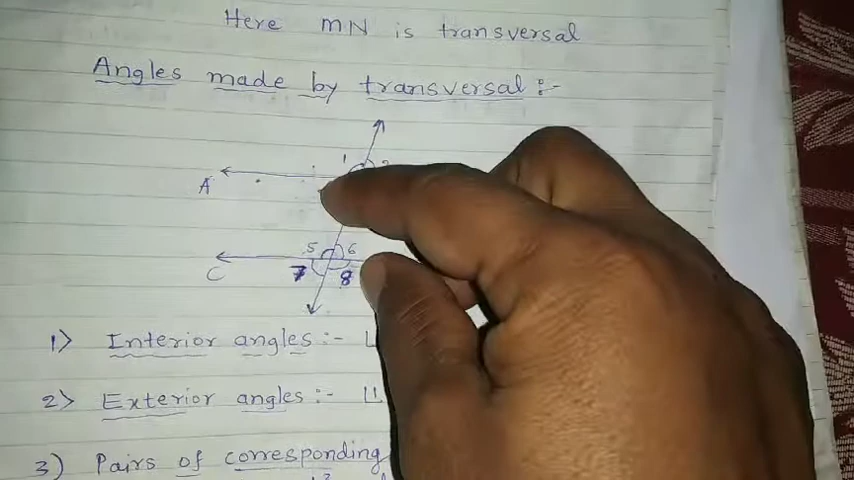 Here MN is transversal
Angles made by transversal :-
1
A
5 6
C 7 8
1> Interior angles :-
2> Exterior angles :-
3) Pairs of corresponding